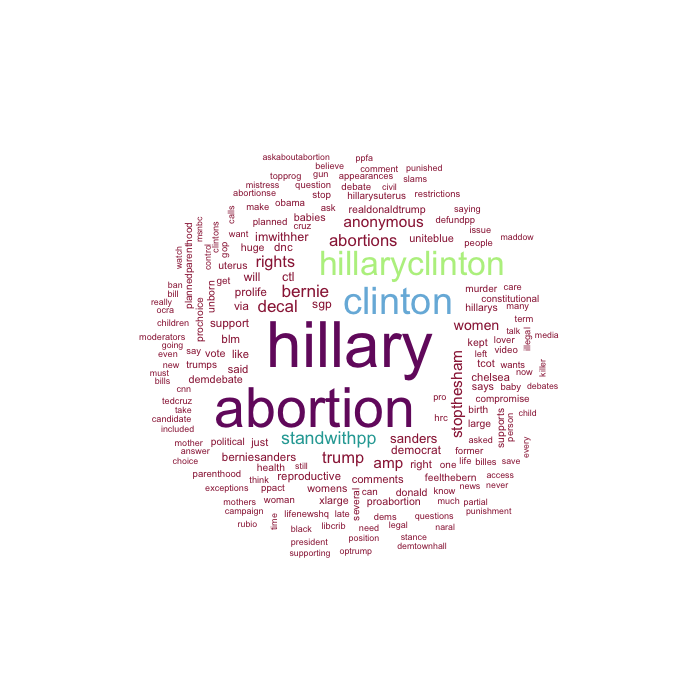 askaboutabortion
ppfa
believe
comment
punished
topprog
gun
appearances
slams
mistress
question
debate
civil
abortionse
stop
hillarysuterus
restrictions
calls
make
obama
ask
realdonaldtrump
saying
planned
babies
anonymous
defundpp
cruz
msnbc
clintons
want
imwithher
abortions
uniteblue
issue
people
maddow
watch
plannedparenthood
control
gop
huge
dnc
rights
hillaryclinton
uterus
will
ctl
ban
bill
unborn
get
prolife
bernie
murder
care
constitutional
really
ocra
via
decal
sgp
clinton
hillarys
many
children
prochoice
support
women
term
moderators
going
blm
hillary
talk
illegal
media
even
say
vote
like
kept
lover
video
new
trumps
said
left
tcot
wants
must
bills
demdebate
stopthesham
chelsea
now
killer
cnn
says
baby
debates
tedcruz
abortion
pro
compromise
take
birth
supports
person
child
candidate
hrc
large
included
standwithpp
sanders
asked
every
mother
political
just
democrat
former
answer
berniesanders
trump
amp
right
one
life
billes
save
choice
health
still
parenthood
think
reproductive
comments
feelthebern
access
exceptions
ppact
womens
several
can
donald
know
news
never
mothers
woman
xlarge
proabortion
much
partial
campaign
time
lifenewshq
late
dems
questions
punishment
rubio
black
libcrib
need
legal
naral
president
position
stance
supporting
optrump
demtownhall